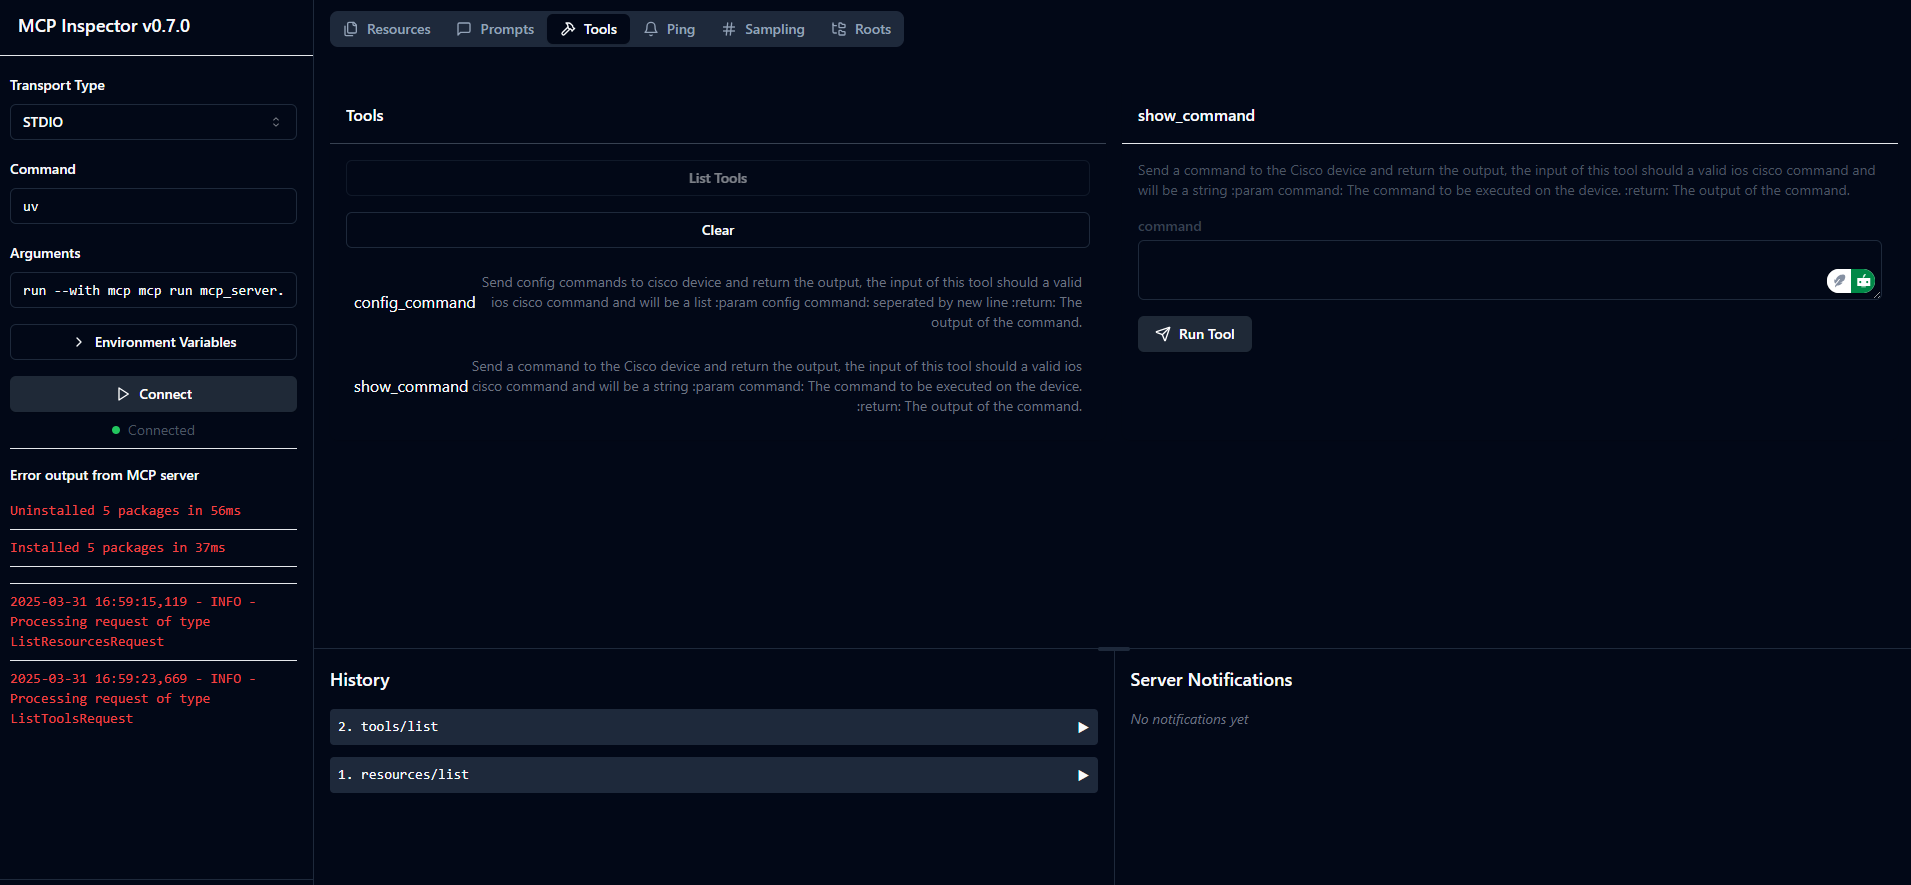 MCP Inspector v0.7.0
Transport Type
STDIO
Command
uv
Arguments
run --with mcp mcp run mcp_server.
Environment Variables
Connect
Connected
Error output from MCP server
Uninstalled 5 packages in 56ms
Installed 5 packages in 37ms
2025-03-31 16:59:15,119 - INFO -
Processing request of type
ListResourcesRequest
2025-03-31 16:59:23,669 - INFO -
Processing request of type
ListToolsRequest
Resources Prompts Tools Ping Sampling Roots
Tools
List Tools
Clear
config_command
Send config commands to cisco device and return the output, the input of this tool should a valid
ios cisco command and will be a list :param config command: seperated by new line :return: The
output of the command.
show_command
Send a command to the Cisco device and return the output, the input of this tool should a valid ios
cisco command and will be a string :param command: The command to be executed on the device.
:return: The output of the command.
show_command
Send a command to the Cisco device and return the output, the input of this tool should a valid ios cisco command and
will be a string :param command: The command to be executed on the device. :return: The output of the command.
command
Run Tool
History
2. tools/list
1. resources/list
Server Notifications
No notifications yet